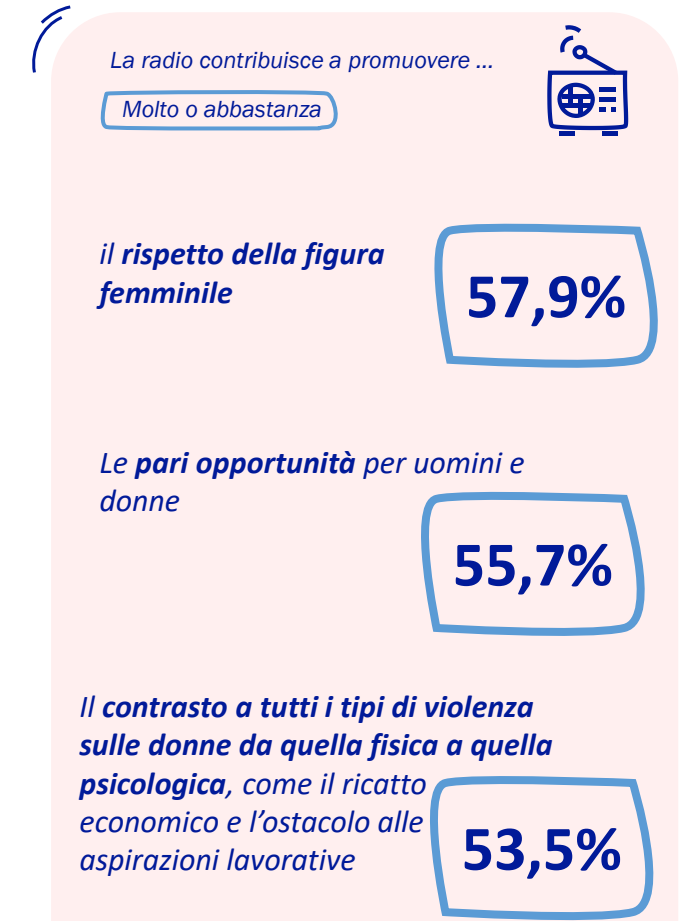 La radio contribuisce a promuovere ...
Molto o abbastanza
il rispetto della figura
femminile
57,9%
Le pari opportunità per uomini e
donne
55,7%
Il contrasto a tutti i tipi di violenza
sulle donne da quella fisica a quella
psicologica, come il ricatto
economico e l’ostacolo alle
aspirazioni lavorative
53,5%